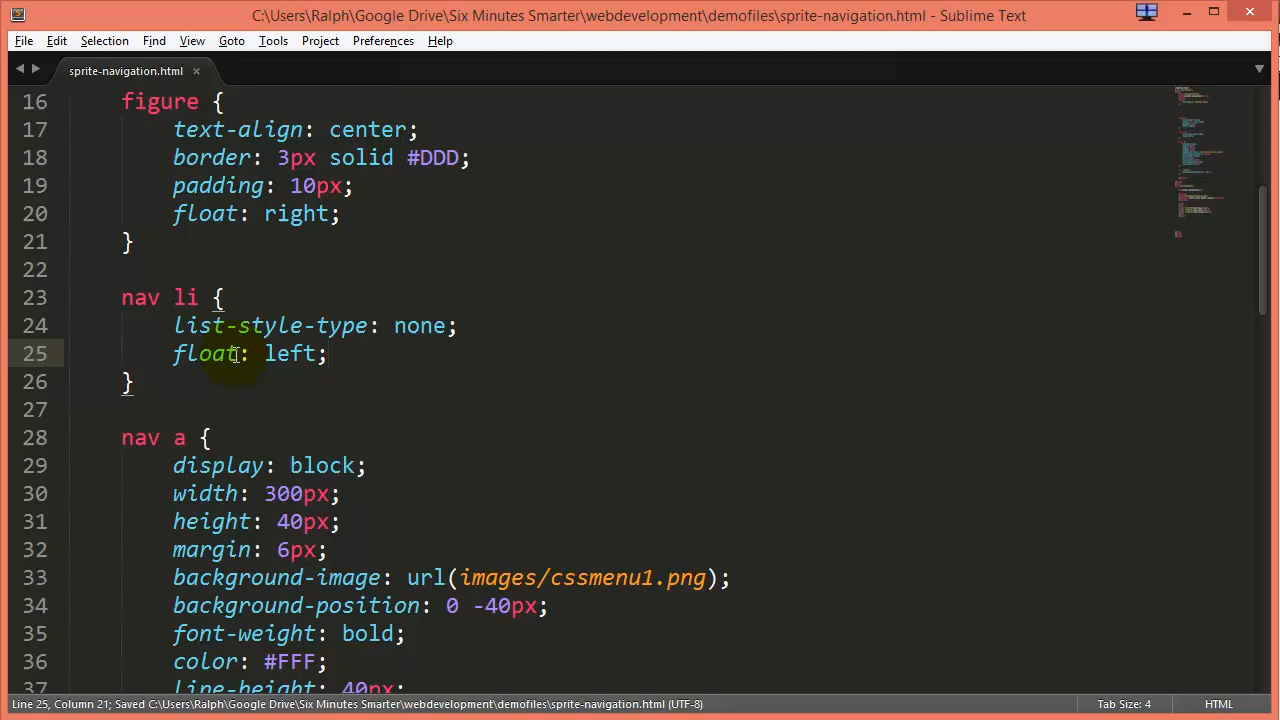 C:\Users\Ralph\Google Drive\Six Minutes Smarter\webdevelopment\demofiles\sprite-navigation.html - Sublime Text
File Edit Selection Find View Goto Tools Project Preferences Help
sprite-navigation.html ×
16 figure {
17 text-align: center;
18 border: 3px solid #DDD;
19 padding: 10px;
20 float: right;
21 }
22
23 nav li {
24 list-style-type: none;
25 float: left;
26 }
27
28 nav a {
29 display: block;
30 width: 300px;
31 height: 40px;
32 margin: 6px;
33 background-image: url(images/cssmenu1.png);
34 background-position: 0 -40px;
35 font-weight: bold;
36 color: #FFF;
37 line-height: 40px;
Line 25, Column 21; Saved C:\Users\Ralph\Google Drive\Six Minutes Smarter\webdevelopment\demofiles\sprite-navigation.html (UTF-8) Tab Size: 4 HTML